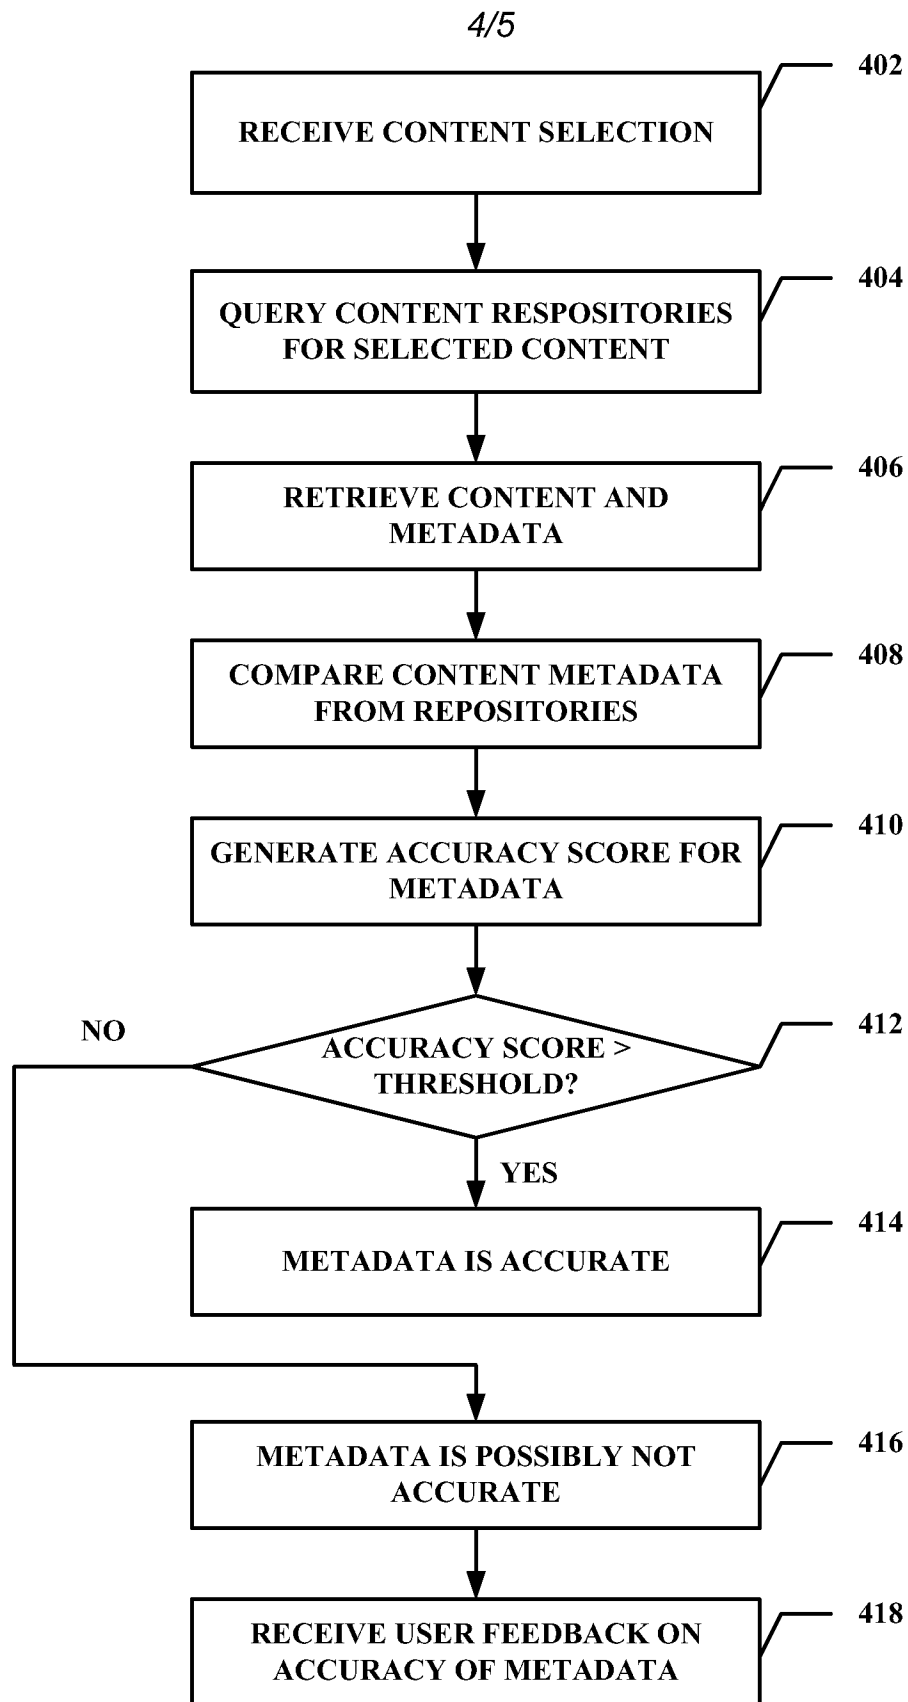 4/5
402
RECEIVE CONTENT SELECTION
404
QUERY CONTENT RESPOSITORIES
FOR SELECTED CONTENT
406
RETRIEVE CONTENT AND
METADATA
408
COMPARE CONTENT METADATA
FROM REPOSITORIES
410
GENERATE ACCURACY SCORE FOR
METADATA
412
NO
ACCURACY SCORE >
THRESHOLD?
YES
414
METADATA IS ACCURATE
416
METADATA IS POSSIBLY NOT
ACCURATE
418
RECEIVE USER FEEDBACK ON
ACCURACY OF METADATA